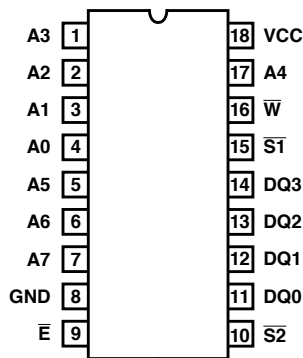 A3 1 18 VCC
A2 2 17 A4
A1 3 16 W̅
A0 4 15 S̅1̅
A5 5 14 DQ3
A6 6 13 DQ2
A7 7 12 DQ1
GND 8 11 DQ0
E̅ 9 10 S̅2̅